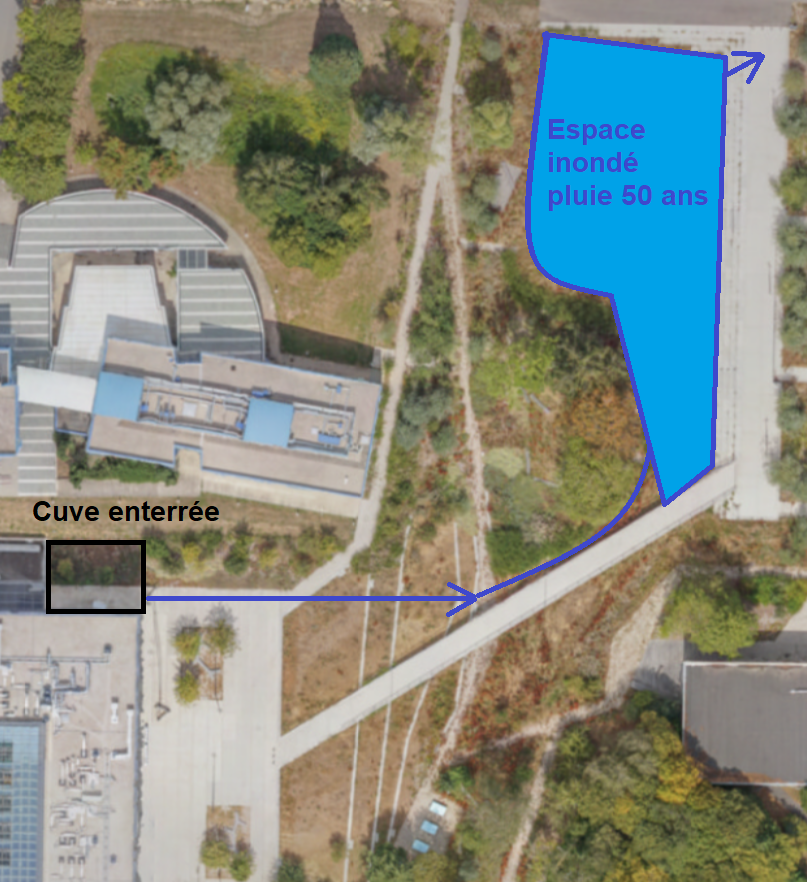 Espace
inondé
pluie 50 ans
Cuve enterrée